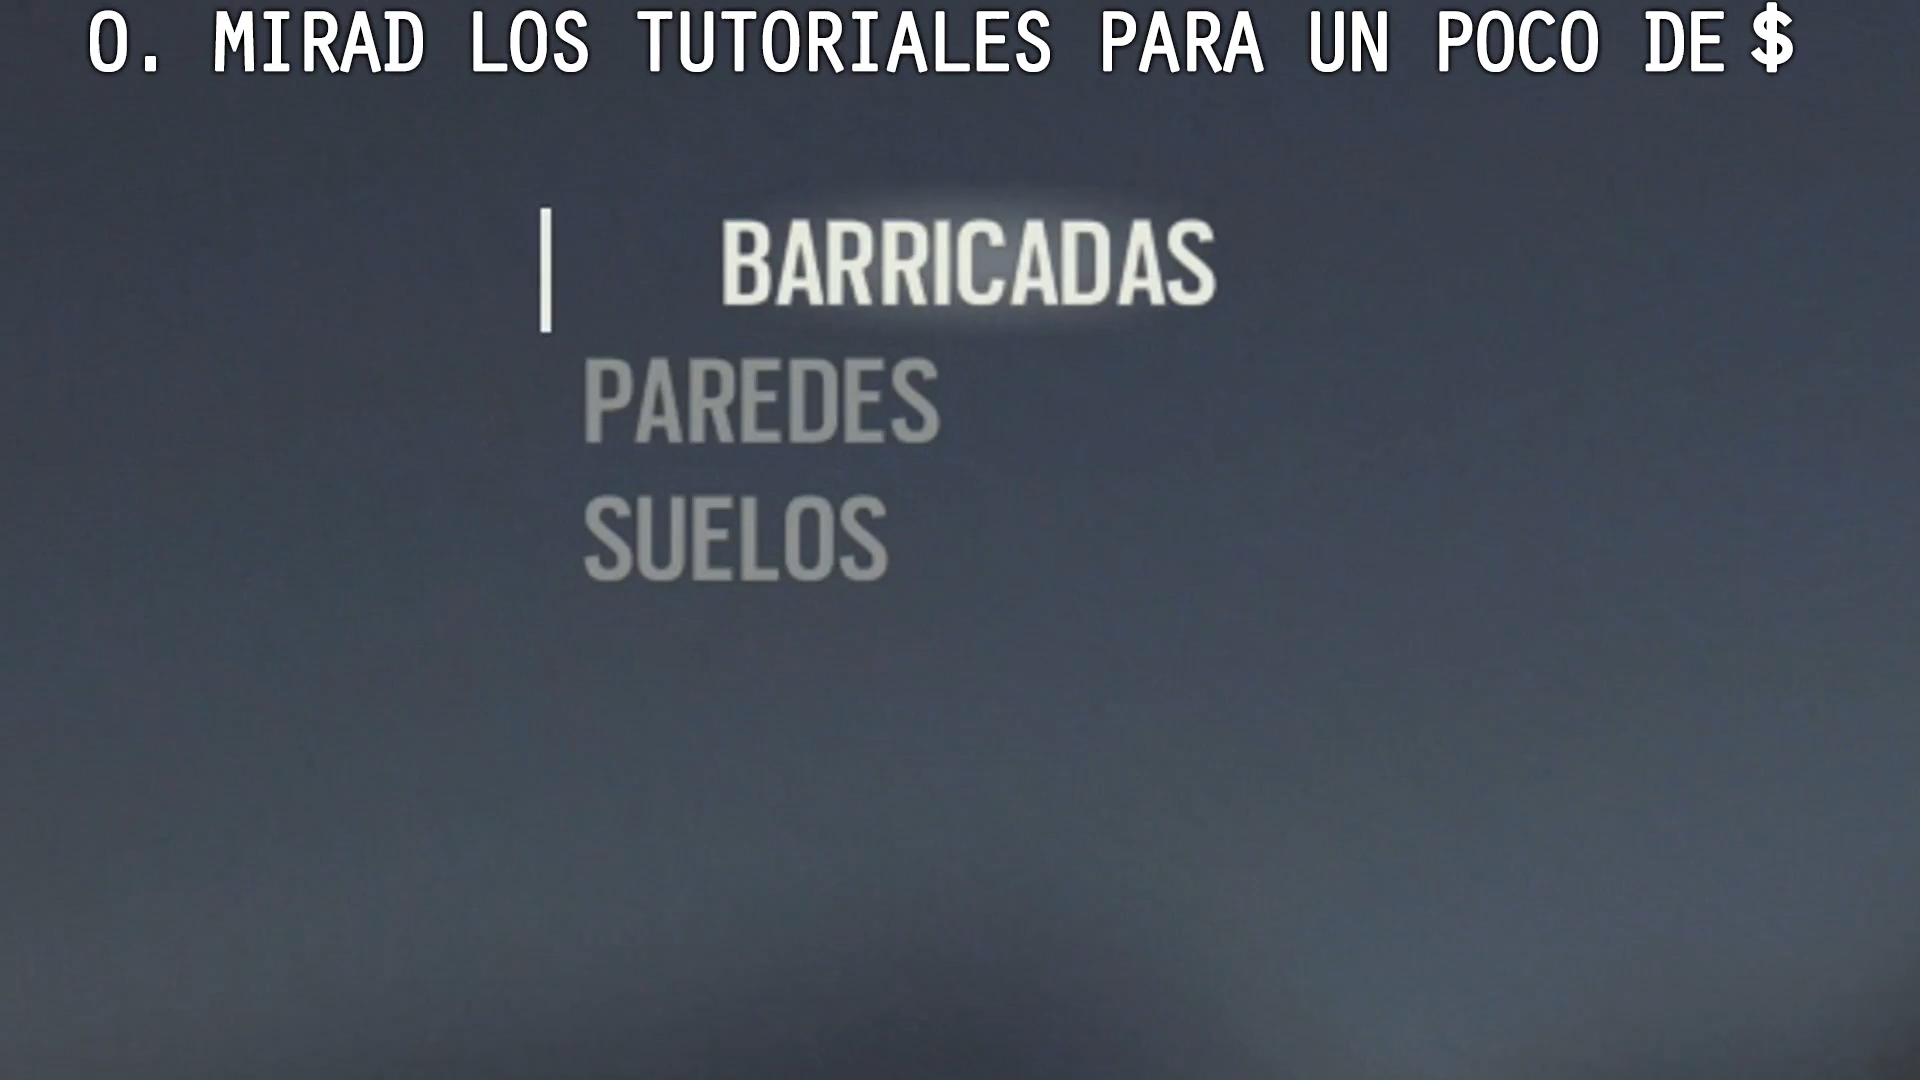 0. MIRAD LOS TUTORIALES PARA UN POCO DE $
BARRICADAS
PAREDES
SUELOS